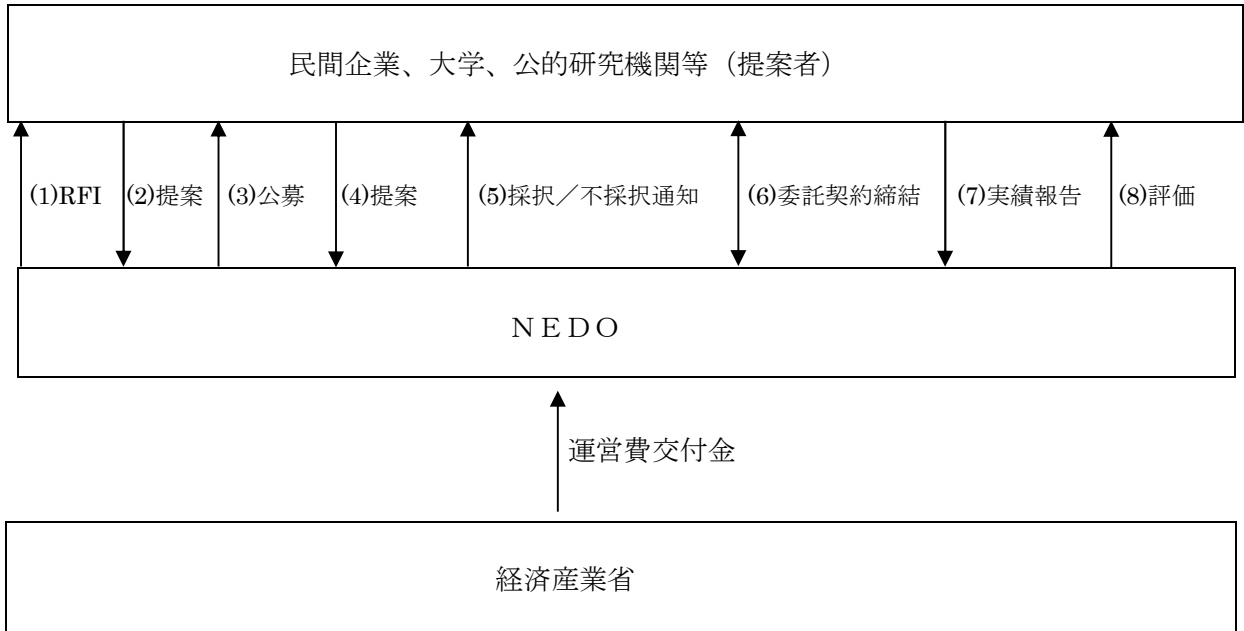 民間企業、大学、公的研究機関等（提案者）
(1)RFI (2)提案 (3)公募 (4)提案 (5)採択／不採択通知 (6)委託契約締結 (7)実績報告 (8)評価
ＮＥＤＯ
運営費交付金
経済産業省